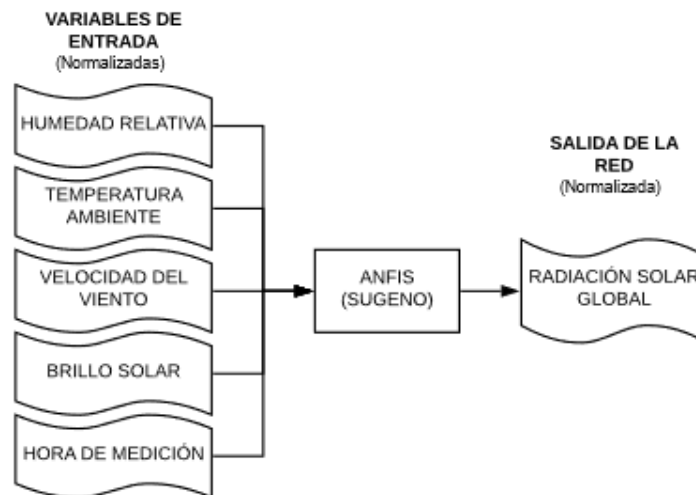 VARIABLES DE
ENTRADA
(Normalizadas)
HUMEDAD RELATIVA
TEMPERATURA
AMBIENTE
VELOCIDAD DEL
VIENTO
BRILLO SOLAR
HORA DE MEDICIÓN
ANFIS
(SUGENO)
SALIDA DE LA
RED
(Normalizada)
RADIACIÓN SOLAR
GLOBAL